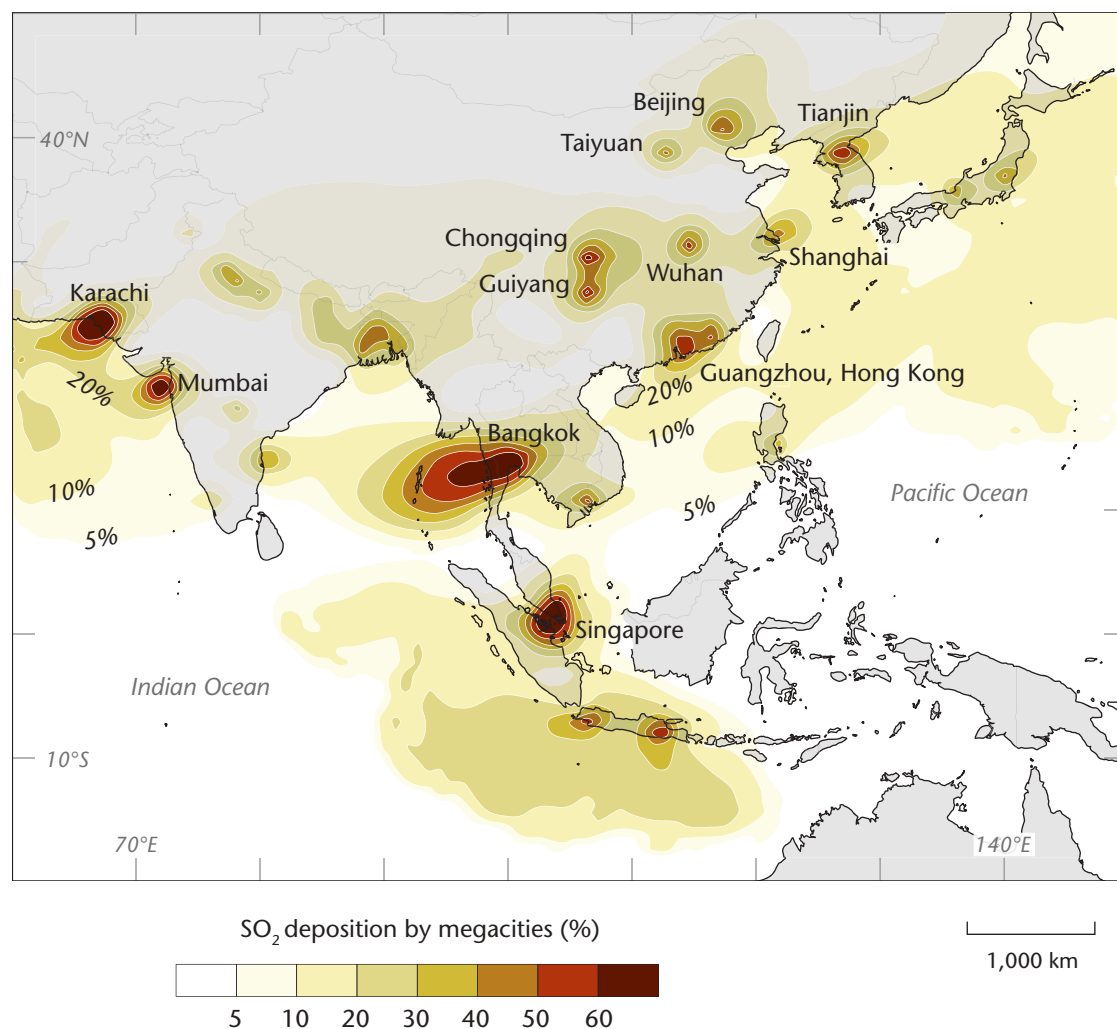 Beijing
Tianjin
40°N
Taiyuan
Chongqing
Wuhan
Shanghai
Guiyang
Karachi
20%
Mumbai
Guangzhou, Hong Kong
20%
10%
Bangkok
10%
Pacific Ocean
5%
5%
Singapore
Indian Ocean
10°S
70°E
140°E
SO₂ deposition by megacities (%)
5 10 20 30 40 50 60
1,000 km